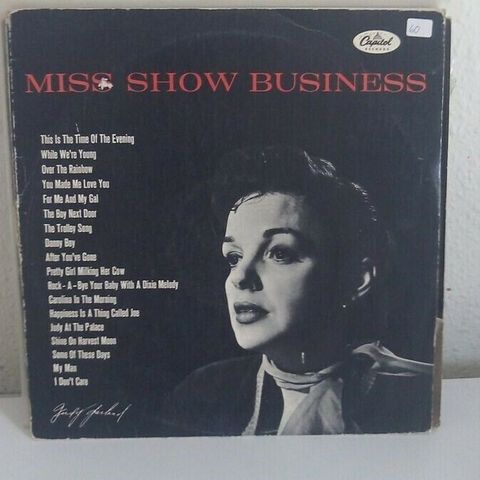 60
Capitol
RECORDS
MISS SHOW BUSINESS
This Is The Time Of The Evening
While We're Young
Over The Rainbow
You Made Me Love You
For Me And My Gal
The Boy Next Door
The Trolley Song
Danny Boy
After You've Gone
Pretty Girl Milking Her Cow
Rock-A-Bye Your Baby With A Dixie Melody
Carolina In The Morning
Happiness Is A Thing Called Joe
Judy At The Palace
Shine On Harvest Moon
Some Of These Days
My Man
I Don't Care
Judy Garland